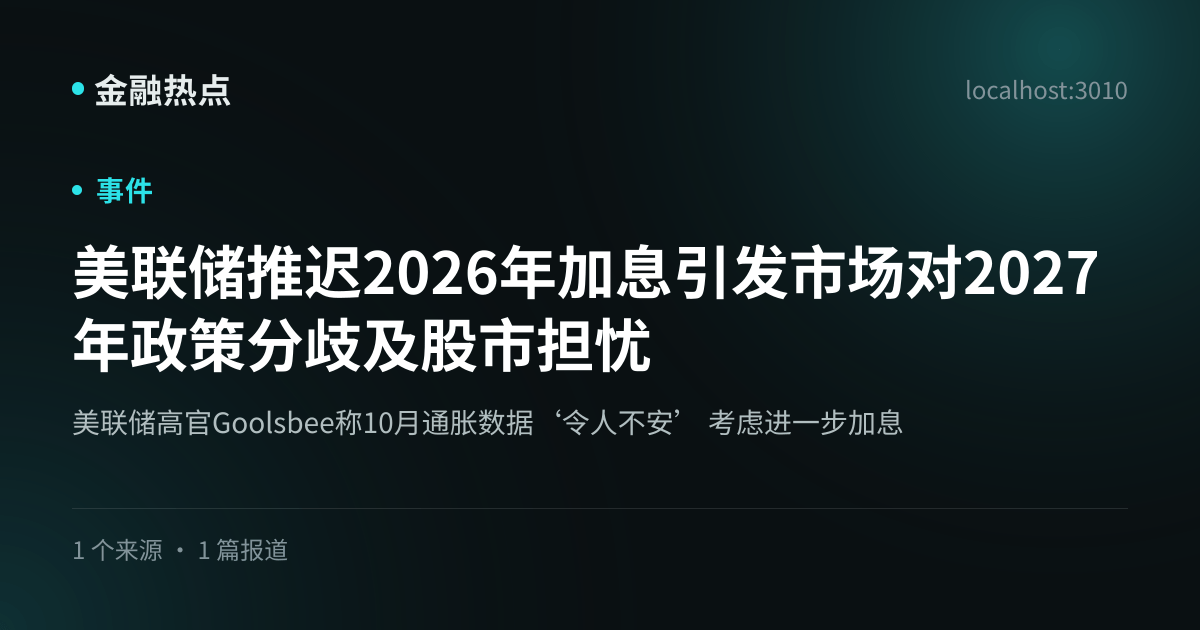 金融热点
localhost:3010
事件
美联储推迟2026年加息引发市场对2027
年政策分歧及股市担忧
美联储高官Goolsbee称10月通胀数据‘令人不安’ 考虑进一步加息
1 个来源 · 1 篇报道